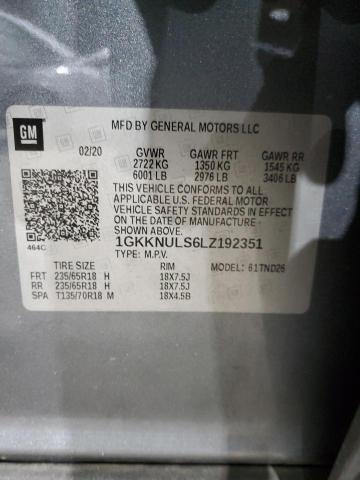 GM
MFD BY GENERAL MOTORS LLC
02/20 GVWR GAWR FRT GAWR RR
2722 KG 1350 KG 1545 KG
6001 LB 2976 LB 3406 LB
THIS VEHICLE CONFORMS TO ALL
APPLICABLE U.S. FEDERAL MOTOR
VEHICLE SAFETY STANDARDS IN EFFECT
ON THE DATE OF MANUFACTURE
SHOWN ABOVE.
1GKKNULS6LZ192351
464C TYPE: M.P.V. MODEL: 61TND26
TIRE SIZE RIM
FRT 235/65R18 H 18X7.5J
RR 235/65R18 H 18X7.5J
SPA T135/70R18 M 18X4.5B